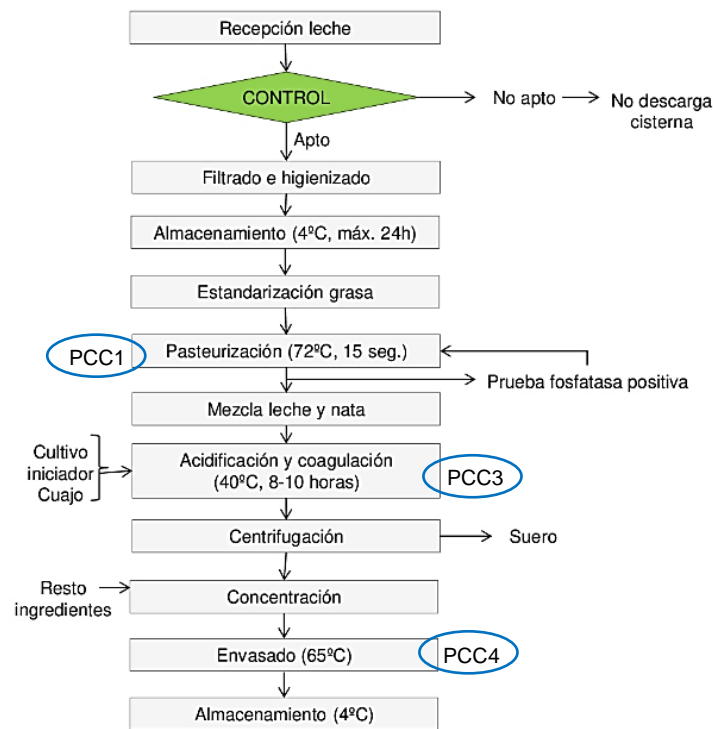 Recepción leche
CONTROL
No apto
No descarga
cisterna
Apto
Filtrado e higienizado
Almacenamiento (4ºC, máx. 24h)
Estandarización grasa
PCC1
Pasteurización (72ºC, 15 seg.)
Prueba fosfatasa positiva
Mezcla leche y nata
Cultivo
iniciador
Cuajo
Acidificación y coagulación
(40ºC, 8-10 horas)
PCC3
Centrifugación
Suero
Resto
ingredientes
Concentración
Envasado (65ºC)
PCC4
Almacenamiento (4ºC)